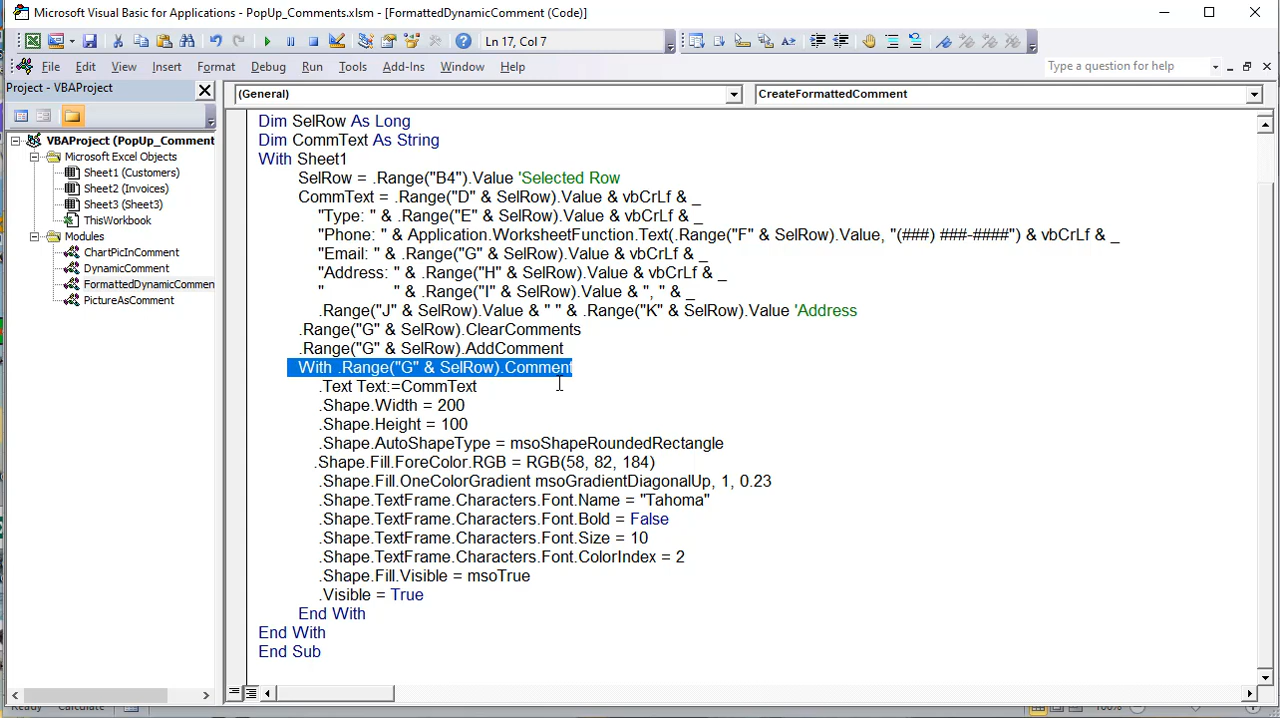 Microsoft Visual Basic for Applications - PopUp_Comments.xlsm - [FormattedDynamicComment (Code)]
Ln 17, Col 7
File Edit View Insert Format Debug Run Tools Add-Ins Window Help
Type a question for help
Project - VBAProject
(General)
CreateFormattedComment
VBAProject (PopUp_Comment
Microsoft Excel Objects
Sheet1 (Customers)
Sheet2 (Invoices)
Sheet3 (Sheet3)
ThisWorkbook
Modules
ChartPicInComment
DynamicComment
FormattedDynamicCommen
PictureAsComment
Dim SelRow As Long
Dim CommText As String
With Sheet1
SelRow = .Range("B4").Value 'Selected Row
CommText = .Range("D" & SelRow).Value & vbCrLf & _
"Type: " & .Range("E" & SelRow).Value & vbCrLf & _
"Phone: " & Application.WorksheetFunction.Text(.Range("F" & SelRow).Value, "(###) ###-####") & vbCrLf & _
"Email: " & .Range("G" & SelRow).Value & vbCrLf & _
"Address: " & .Range("H" & SelRow).Value & vbCrLf & _
"             " & .Range("I" & SelRow).Value & ", " & _
.Range("J" & SelRow).Value & " " & .Range("K" & SelRow).Value 'Address
.Range("G" & SelRow).ClearComments
.Range("G" & SelRow).AddComment
With .Range("G" & SelRow).Comment
.Text Text:=CommText
.Shape.Width = 200
.Shape.Height = 100
.Shape.AutoShapeType = msoShapeRoundedRectangle
.Shape.Fill.ForeColor.RGB = RGB(58, 82, 184)
.Shape.Fill.OneColorGradient msoGradientDiagonalUp, 1, 0.23
.Shape.TextFrame.Characters.Font.Name = "Tahoma"
.Shape.TextFrame.Characters.Font.Bold = False
.Shape.TextFrame.Characters.Font.Size = 10
.Shape.TextFrame.Characters.Font.ColorIndex = 2
.Shape.Fill.Visible = msoTrue
.Visible = True
End With
End With
End Sub
Ready Calculate
100%